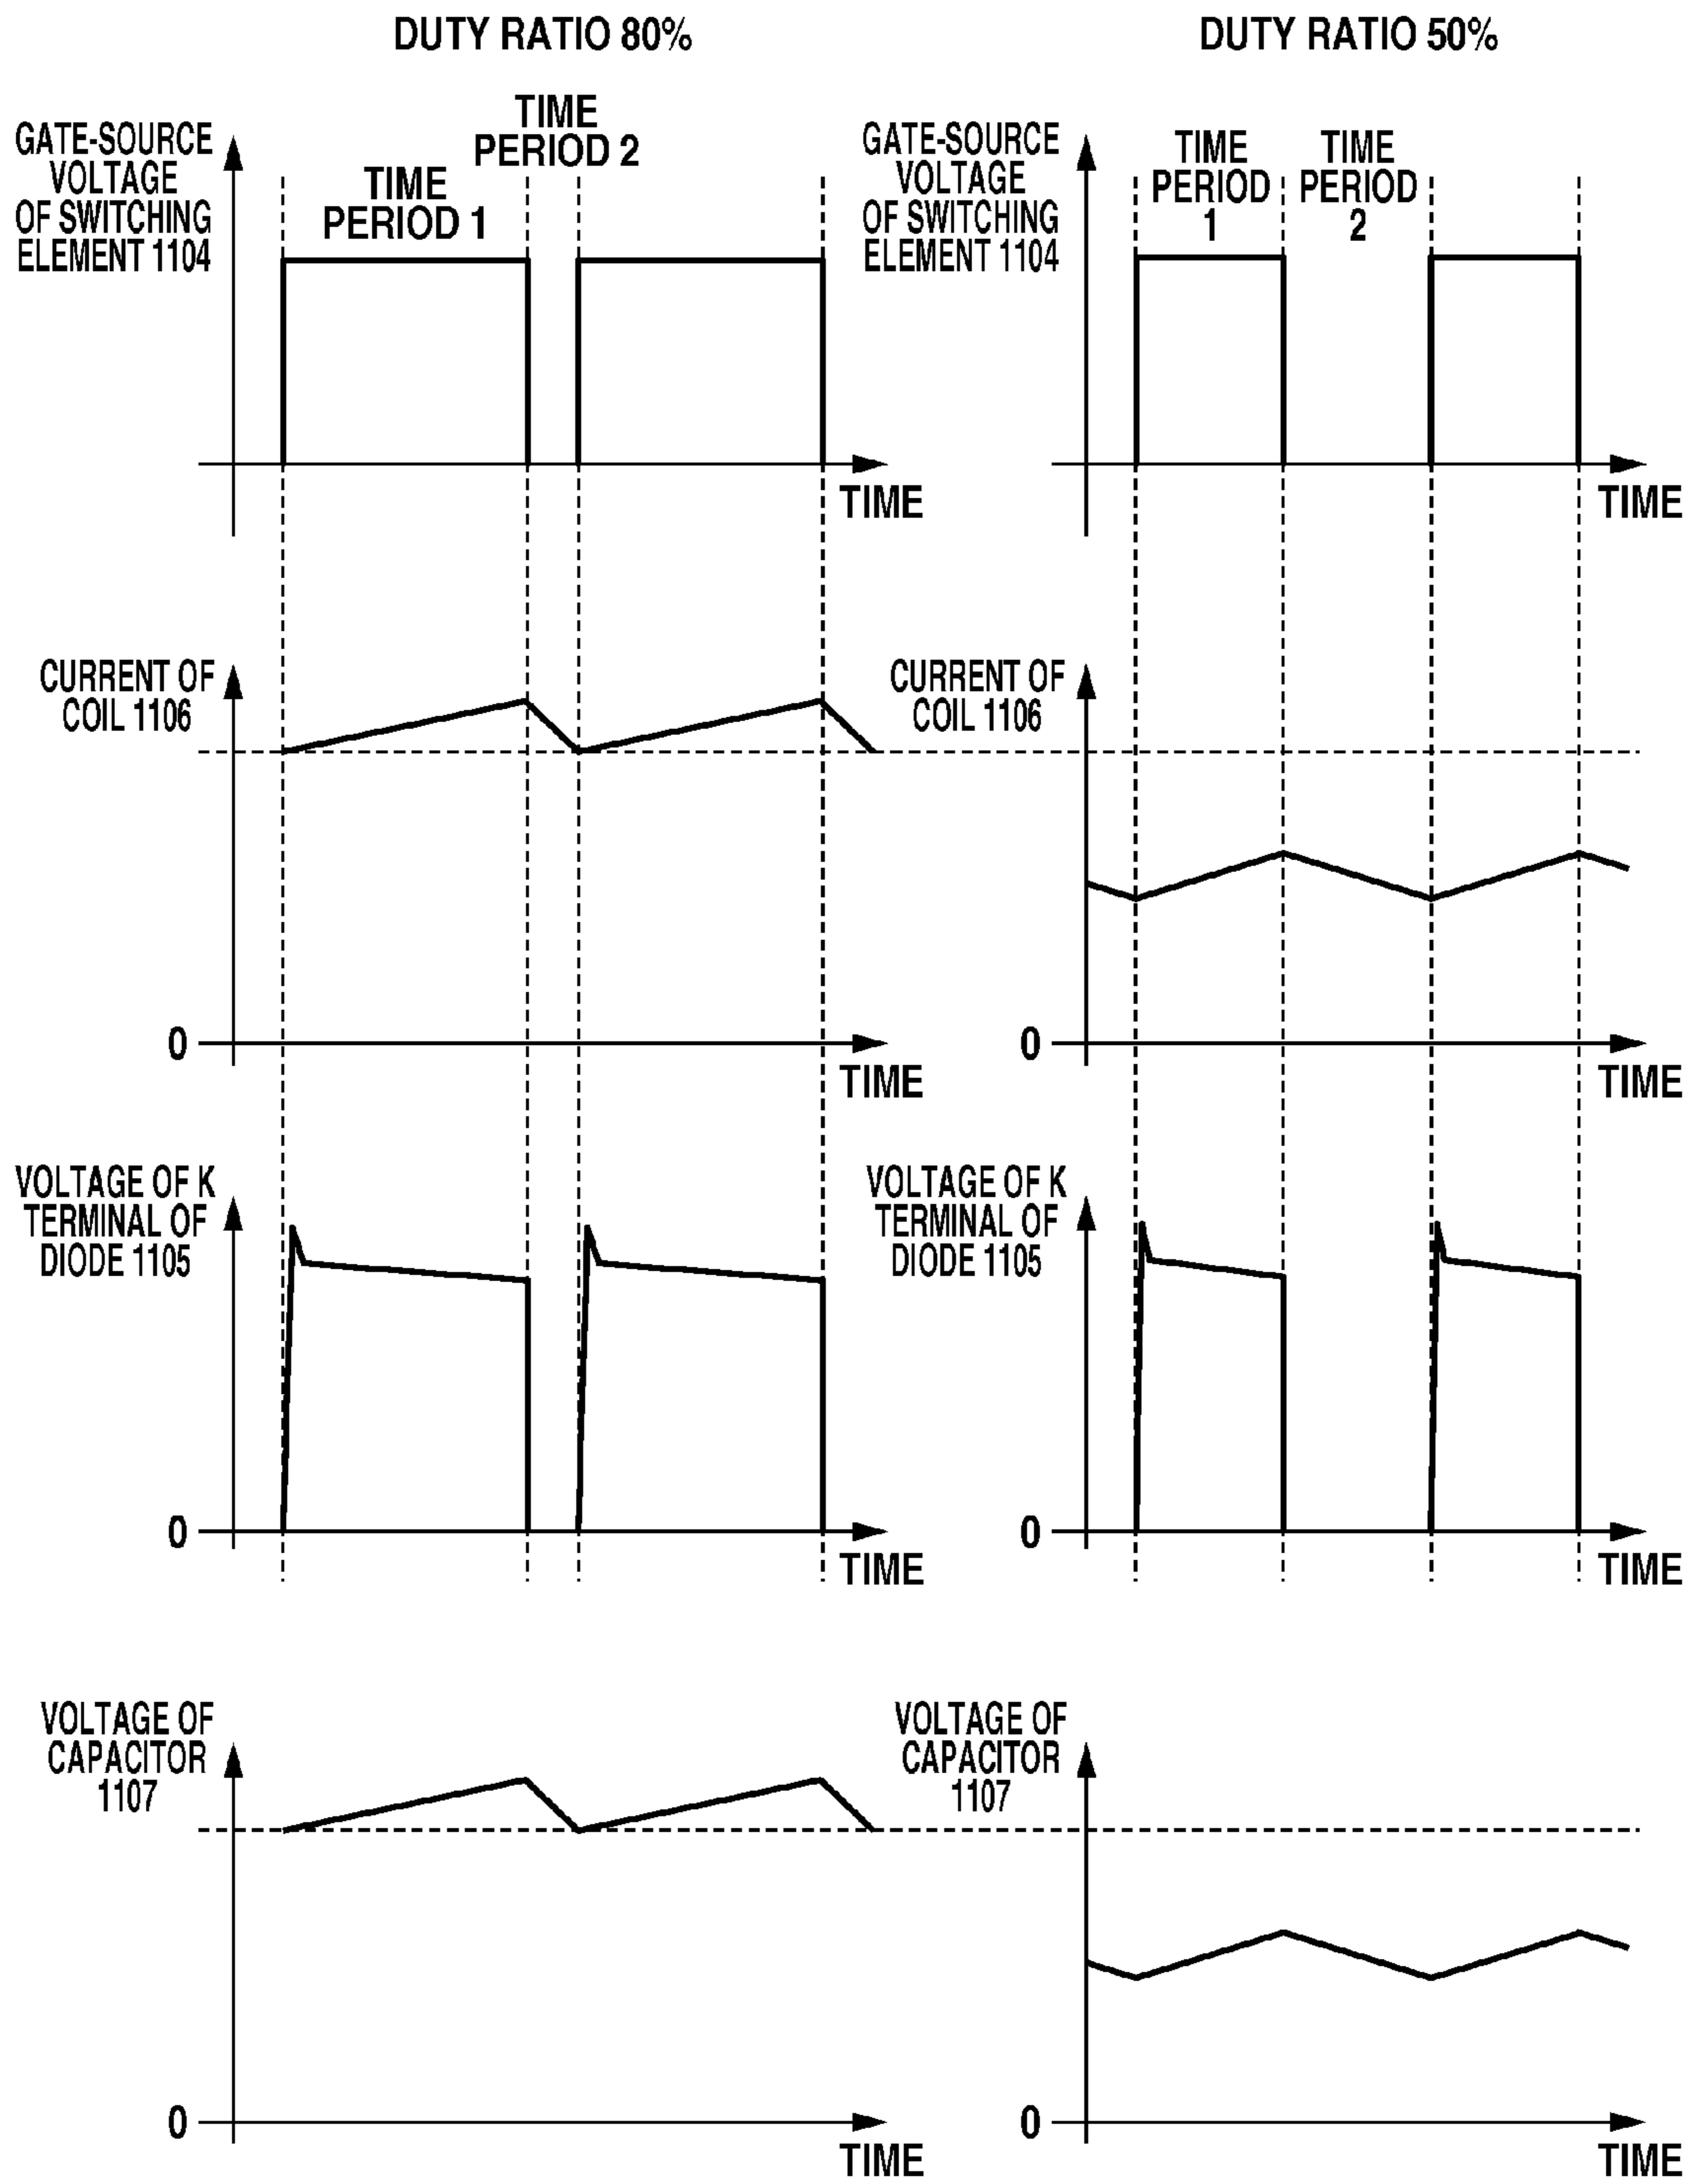 DUTY RATIO 80%
DUTY RATIO 50%
TIME
PERIOD 2
GATE-SOURCE
VOLTAGE
OF SWITCHING
ELEMENT 1104
TIME
PERIOD 1
TIME
GATE-SOURCE
VOLTAGE
OF SWITCHING
ELEMENT 1104
TIME
PERIOD
1
TIME
PERIOD
2
TIME
CURRENT OF
COIL 1106
0
TIME
CURRENT OF
COIL 1106
0
TIME
VOLTAGE OF K
TERMINAL OF
DIODE 1105
0
TIME
VOLTAGE OF K
TERMINAL OF
DIODE 1105
0
TIME
VOLTAGE OF
CAPACITOR
1107
0
TIME
VOLTAGE OF
CAPACITOR
1107
0
TIME